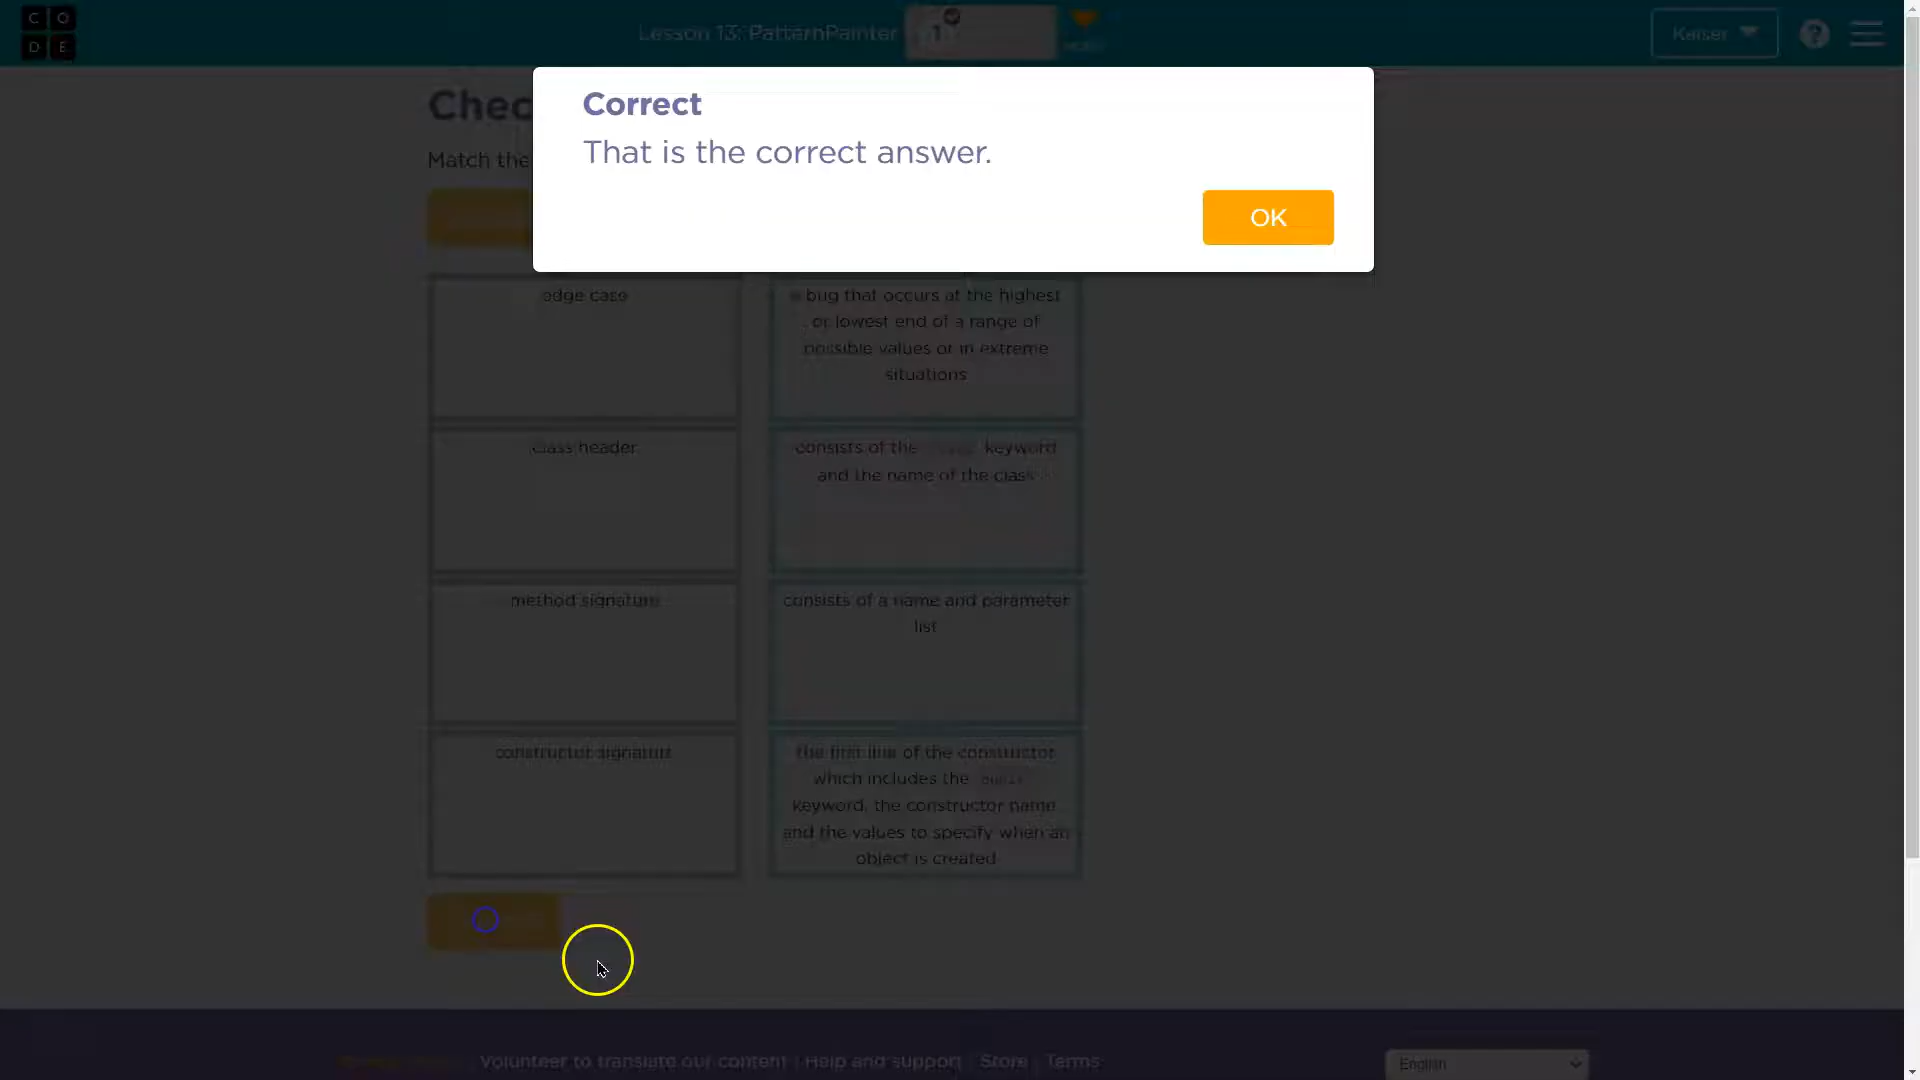 C O
D E
Lesson 13: PatternPainter
1
Kaiser
?
Correct
That is the correct answer.
OK
Chec
Match the
edge case
a bug that occurs at the highest
or lowest end of a range of
possible values or in extreme
situations
class header
consists of the keyword
and the name of the class
method signature
consists of a name and parameter
list
constructor signature
the first line of the constructor
which includes the
keyword, the constructor name
and the values to specify when an
object is created
Volunteer to translate our content | Help and support | Store | Terms
English